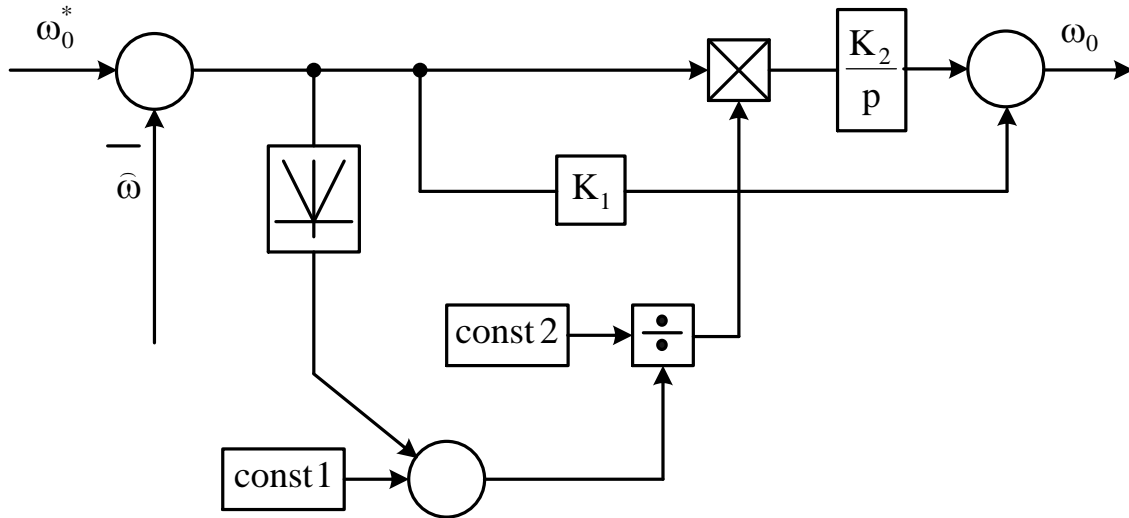 ω₀*
ω̂
K₂
p
ω₀
K₁
const 2
÷
const 1